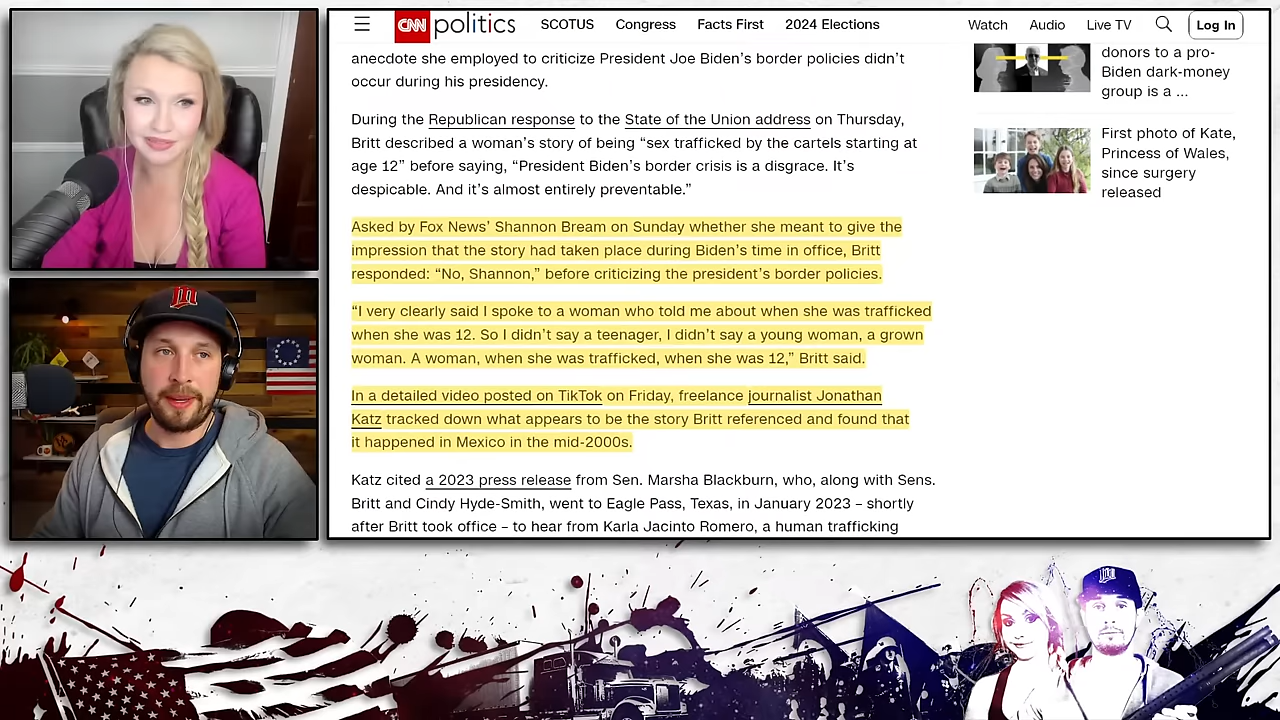 CNN politics SCOTUS Congress Facts First 2024 Elections Watch Audio Live TV Log In
anecdote she employed to criticize President Joe Biden’s border policies didn’t
occur during his presidency.
During the Republican response to the State of the Union address on Thursday,
Britt described a woman’s story of being “sex trafficked by the cartels starting at
age 12” before saying, “President Biden’s border crisis is a disgrace. It’s
despicable. And it’s almost entirely preventable.”
Asked by Fox News’ Shannon Bream on Sunday whether she meant to give the
impression that the story had taken place during Biden’s time in office, Britt
responded: “No, Shannon,” before criticizing the president’s border policies.
“I very clearly said I spoke to a woman who told me about when she was trafficked
when she was 12. So I didn’t say a teenager, I didn’t say a young woman, a grown
woman. A woman, when she was trafficked, when she was 12,” Britt said.
In a detailed video posted on TikTok on Friday, freelance journalist Jonathan
Katz tracked down what appears to be the story Britt referenced and found that
it happened in Mexico in the mid-2000s.
Katz cited a 2023 press release from Sen. Marsha Blackburn, who, along with Sens.
Britt and Cindy Hyde-Smith, went to Eagle Pass, Texas, in January 2023 – shortly
after Britt took office – to hear from Karla Jacinto Romero, a human trafficking
donors to a pro-
Biden dark-money
group is a ...
First photo of Kate,
Princess of Wales,
since surgery
released